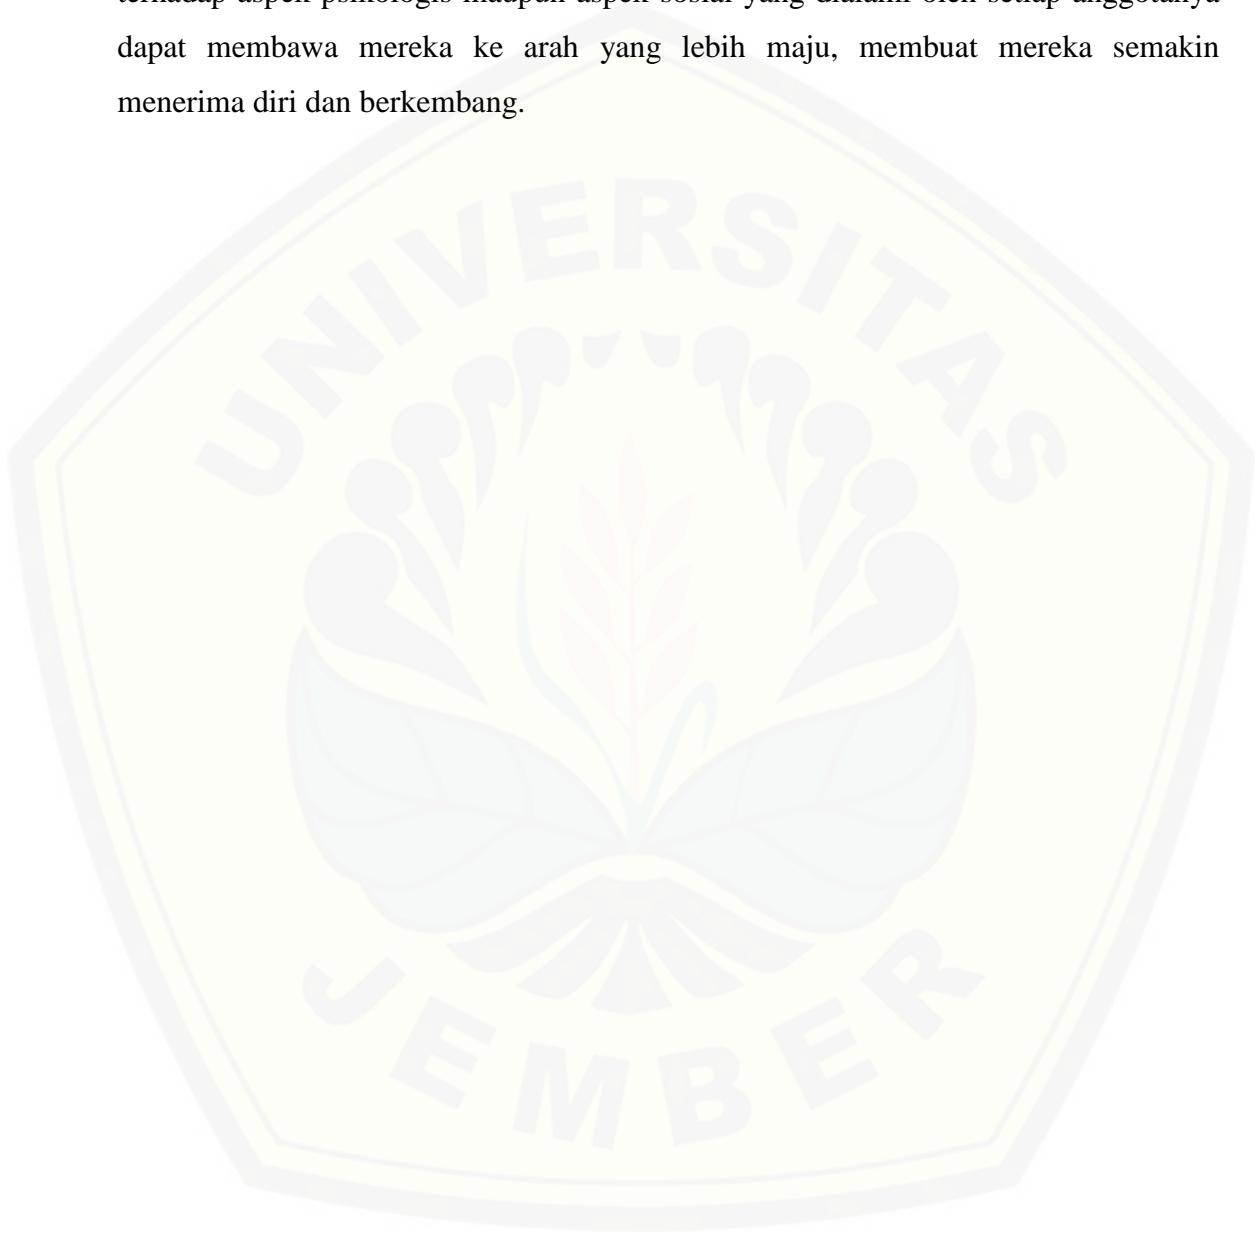 terhadap aspek psikologis maupun aspek sosial yang dialami oleh setiap anggotanya
dapat membawa mereka ke arah yang lebih maju, membuat mereka semakin
menerima diri dan berkembang.
UNIVERSITAS
JEMBER